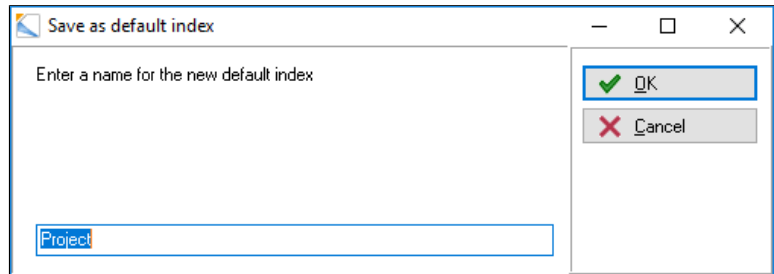 Save as default index
Enter a name for the new default index
OK
Cancel
Project